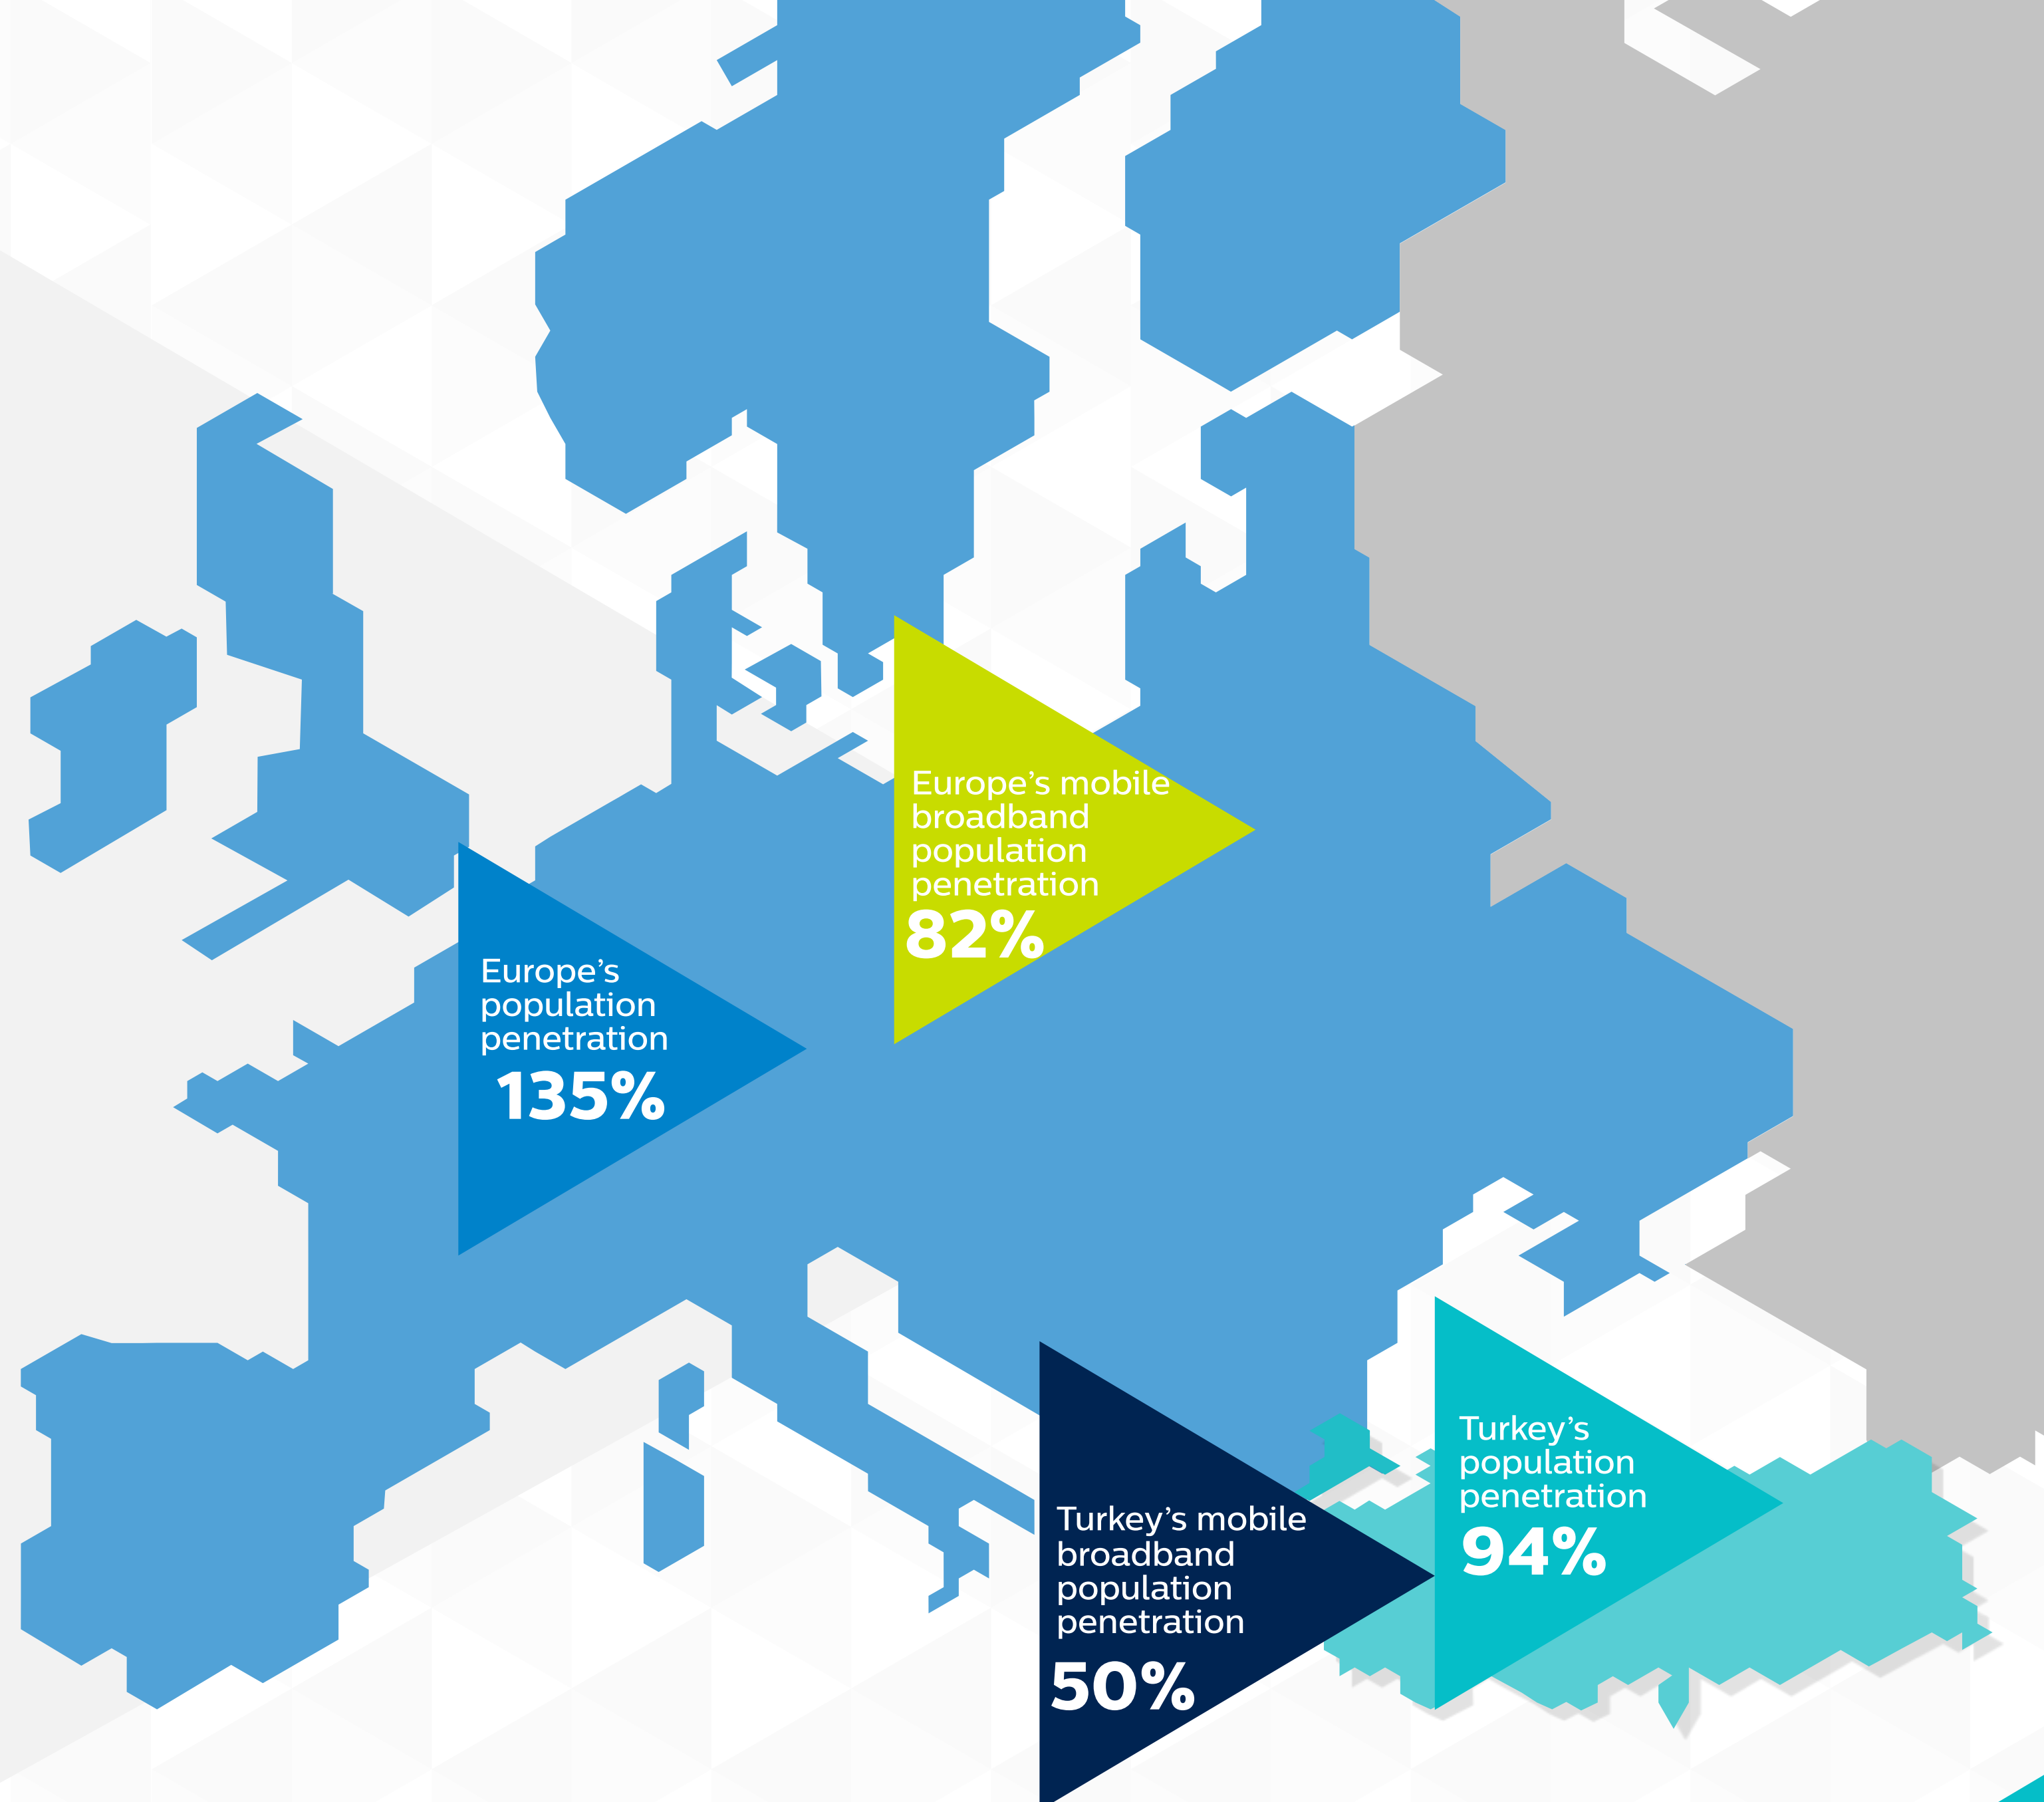 Europe’s mobile
broadband
population
penetration
82%
Europe’s
population
penetration
135%
Turkey’s
population
penetration
94%
Turkey’s mobile
broadband
population
penetration
50%